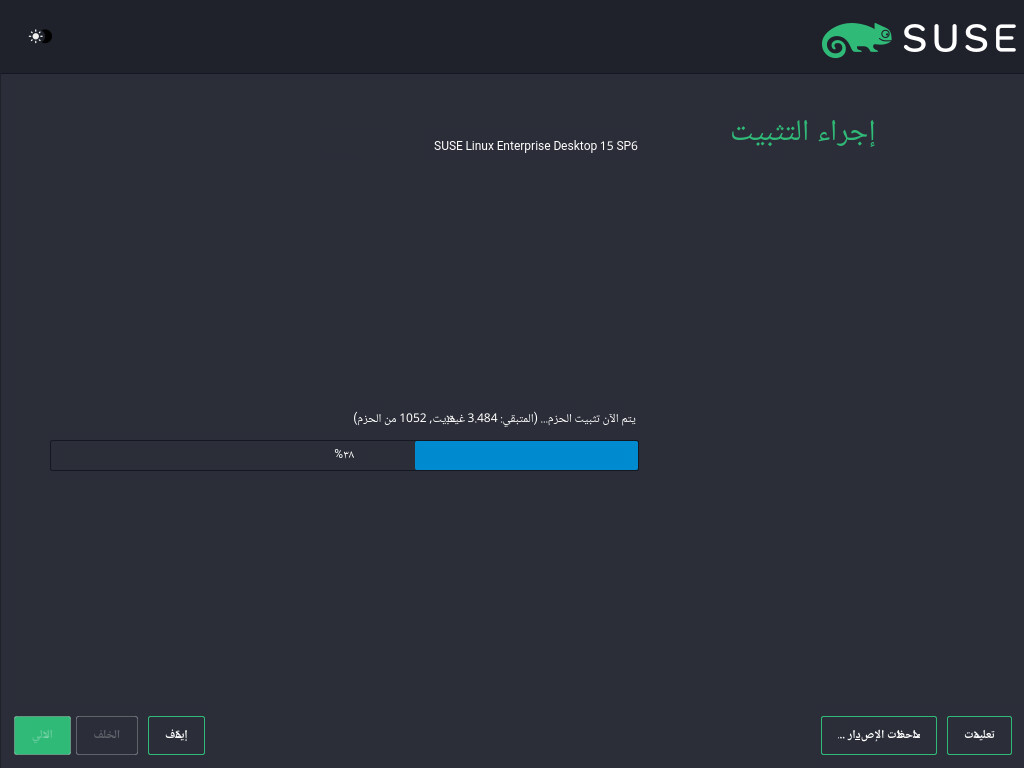 SUSE
إجراء التثبيت
SUSE Linux Enterprise Desktop 15 SP6
يتم الآن تثبيت الحزم... (المتبقي: 3.484 غيغابيت, 1052 من الحزم)
%٣٨
تعليمات
ملاحظات الإصدار ...
إيقاف
الخلف
التالي